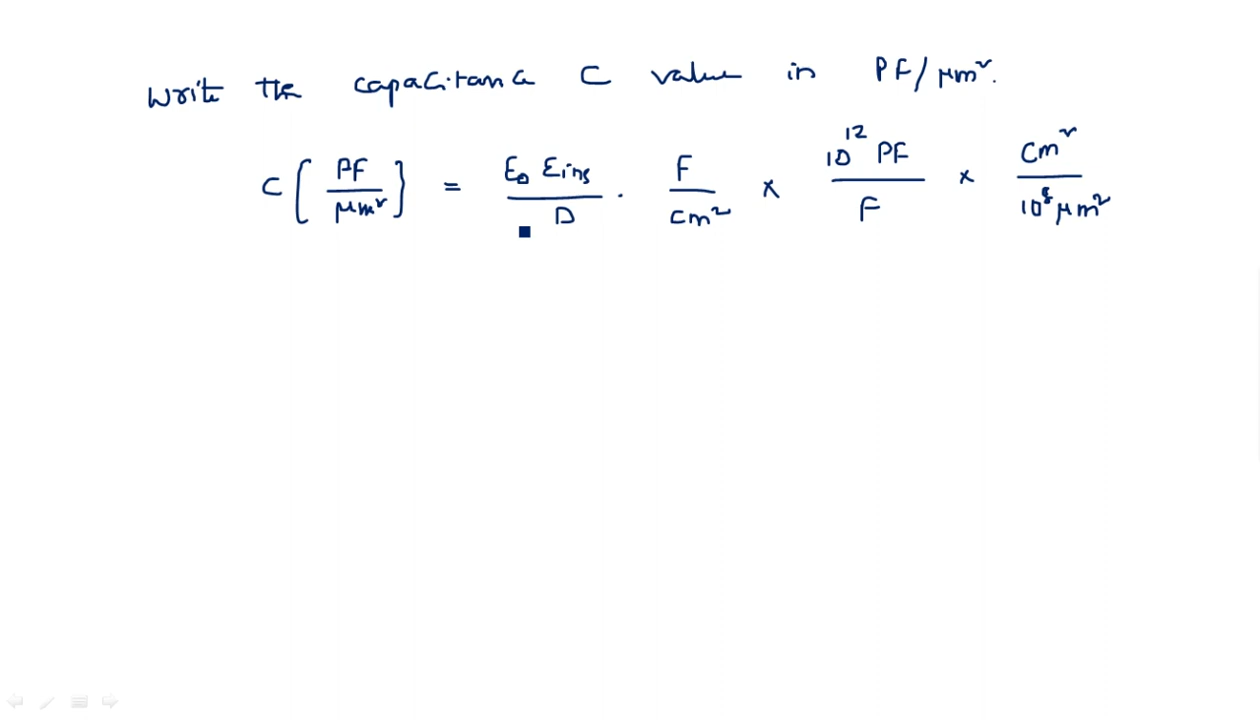 Write the capacitance C value in PF/μm².
C [ PF / μm² ] = ε₀ εins / D . F / cm² × 10¹² PF / F × cm² / 10⁸ μm²